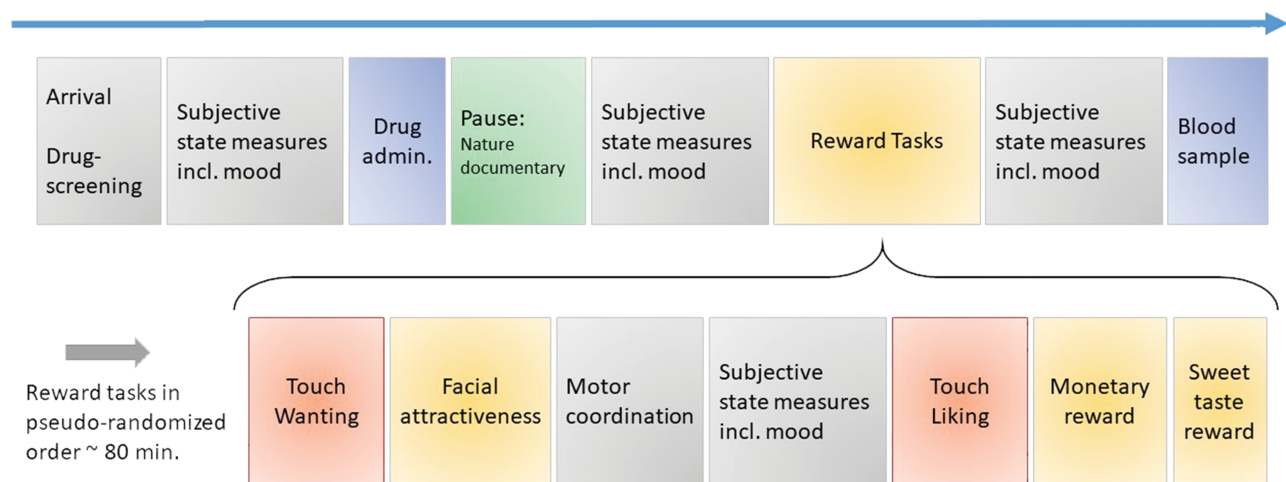 Arrival
Drug-
screening
Subjective
state measures
incl. mood
Drug
admin.
Pause:
Nature
documentary
Subjective
state measures
incl. mood
Reward Tasks
Subjective
state measures
incl. mood
Blood
sample
Reward tasks in
pseudo-randomized
order ~ 80 min.
Touch
Wanting
Facial
attractiveness
Motor
coordination
Subjective
state measures
incl. mood
Touch
Liking
Monetary
reward
Sweet
taste
reward